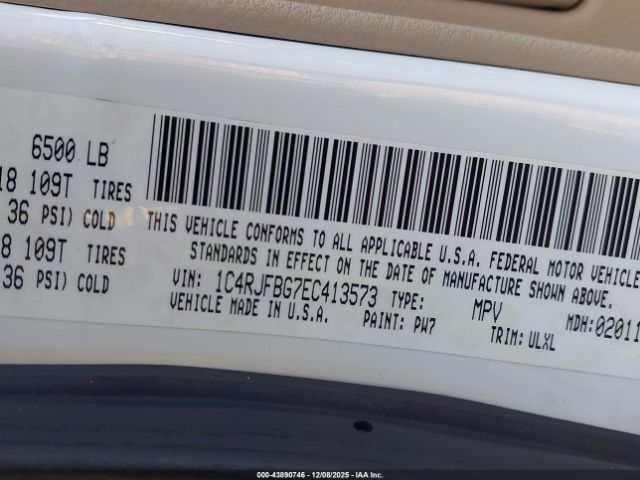 6500 LB
18 109T TIRES
36 PSI) COLD
8 109T TIRES
36 PSI) COLD
THIS VEHICLE CONFORMS TO ALL APPLICABLE U.S.A. FEDERAL MOTOR VEHICLE
STANDARDS IN EFFECT ON THE DATE OF MANUFACTURE SHOWN ABOVE.
VIN: 1C4RJFBG7EC413573 TYPE: MPV MDH:02011
VEHICLE MADE IN U.S.A. PAINT: PW7 TRIM: ULXL
000-43890746 | 12/08/2025 - Copyright © IAA, Inc.